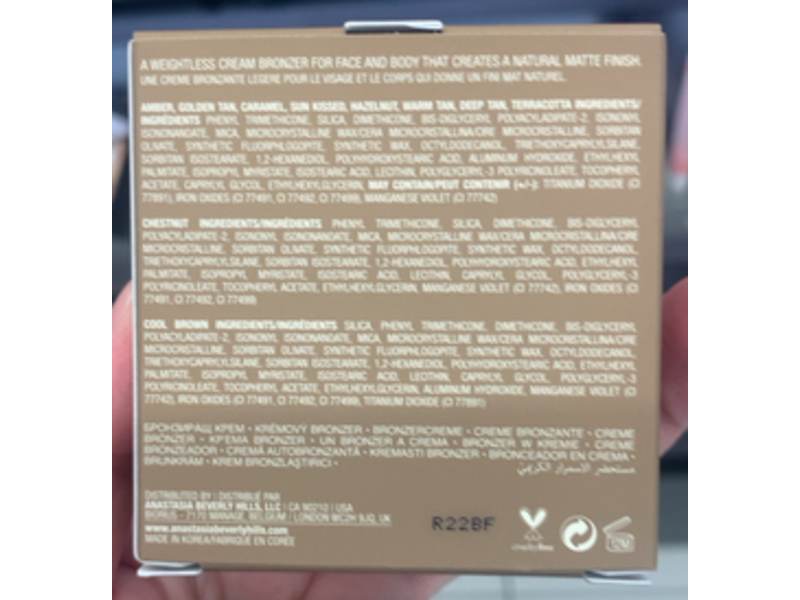 A WEIGHTLESS CREAM BRONZER FOR FACE AND BODY THAT CREATES A NATURAL MATTE FINISH.
UNE CREME BRONZANTE LEGERE POUR LE VISAGE ET LE CORPS QUI DONNE UN FINI MAT NATUREL.
AMBER, GOLDEN TAN, CARAMEL, SUN KISSED, HAZELNUT, WARM TAN, DEEP TAN, TERRACOTTA INGREDIENTS/
INGRÉDIENTS PHENYL TRIMETHICONE, SILICA, DIMETHICONE, BIS-DIGLYCERYL POLYACYLADIPATE-2, ISONONYL
ISONONANOATE, MICA, MICROCRYSTALLINE WAX/CERA MICROCRISTALLINA/CIRE MICROCRISTALLINE, SORBITAN
OLIVATE, SYNTHETIC FLUORPHLOGOPITE, SYNTHETIC WAX, OCTYLDODECANOL, TRIETHOXYCAPRYLYLSILANE,
SORBITAN ISOSTEARATE, 1,2-HEXANEDIOL, POLYHYDROXYSTEARIC ACID, ALUMINUM HYDROXIDE, ETHYLHEXYL
PALMITATE, ISOPROPYL MYRISTATE, ISOSTEARIC ACID, LECITHIN, POLYGLYCERYL-3 POLYRICINOLEATE, TOCOPHERYL
ACETATE, CAPRYLYL GLYCOL, ETHYLHEXYLGLYCERIN, MAY CONTAIN/PEUT CONTENIR (+/-): TITANIUM DIOXIDE (CI
77891), IRON OXIDES (CI 77491, CI 77492, CI 77499), MANGANESE VIOLET (CI 77742)
CHESTNUT INGREDIENTS/INGRÉDIENTS PHENYL TRIMETHICONE, SILICA, DIMETHICONE, BIS-DIGLYCERYL
POLYACYLADIPATE-2, ISONONYL ISONONANOATE, MICA, MICROCRYSTALLINE WAX/CERA MICROCRISTALLINA/CIRE
MICROCRISTALLINE, SORBITAN OLIVATE, SYNTHETIC FLUORPHLOGOPITE, SYNTHETIC WAX, OCTYLDODECANOL,
TRIETHOXYCAPRYLYLSILANE, SORBITAN ISOSTEARATE, 1,2-HEXANEDIOL, POLYHYDROXYSTEARIC ACID, ETHYLHEXYL
PALMITATE, ISOPROPYL MYRISTATE, ISOSTEARIC ACID, LECITHIN, CAPRYLYL GLYCOL, POLYGLYCERYL-3
POLYRICINOLEATE, TOCOPHERYL ACETATE, ETHYLHEXYLGLYCERIN, MANGANESE VIOLET (CI 77742), IRON OXIDES (CI
77491, CI 77492, CI 77499)
COOL BROWN INGREDIENTS/INGRÉDIENTS SILICA, PHENYL TRIMETHICONE, DIMETHICONE, BIS-DIGLYCERYL
POLYACYLADIPATE-2, ISONONYL ISONONANOATE, MICA, MICROCRYSTALLINE WAX/CERA MICROCRISTALLINA/CIRE
MICROCRISTALLINE, SORBITAN OLIVATE, SYNTHETIC FLUORPHLOGOPITE, SYNTHETIC WAX, OCTYLDODECANOL,
TRIETHOXYCAPRYLYLSILANE, SORBITAN ISOSTEARATE, 1,2-HEXANEDIOL, POLYHYDROXYSTEARIC ACID, ETHYLHEXYL
PALMITATE, ISOPROPYL MYRISTATE, ISOSTEARIC ACID, LECITHIN, CAPRYLYL GLYCOL, POLYGLYCERYL-3
POLYRICINOLEATE, TOCOPHERYL ACETATE, ETHYLHEXYLGLYCERIN, ALUMINUM HYDROXIDE, MANGANESE VIOLET (CI
77742), IRON OXIDES (CI 77491, CI 77492, CI 77499), TITANIUM DIOXIDE (CI 77891)
БРОНЗИРАЩ КРЕМ • KRÉMOVÝ BRONZER • BRONZERCREME • CREME BRONZANTE • CREME
BRONZER • ΚΡΕΜΑ BRONZER • UN BRONZER A CREMA • BRONZER W KREMIE • CREME
BRONZEADOR • CREMĂ AUTOBRONZANTĂ • KREMASTI BRONZER • BRONCEADOR EN CREMA •
BRUNKRÄM • KREM BRONZLAŞTIRICI • مستحضر الاسمرار الكريمي
DISTRIBUTED BY | DISTRIBUÉ PAR
ANASTASIA BEVERLY HILLS, LLC | CA 90210 | USA
BIORIUS - 7170 MANAGE, BELGIUM | LONDON WC2H 9JQ, UK
www.anastasiabeverlyhills.com
MADE IN KOREA/FABRIQUÉ EN CORÉE
R22BF
cruelty free
12M